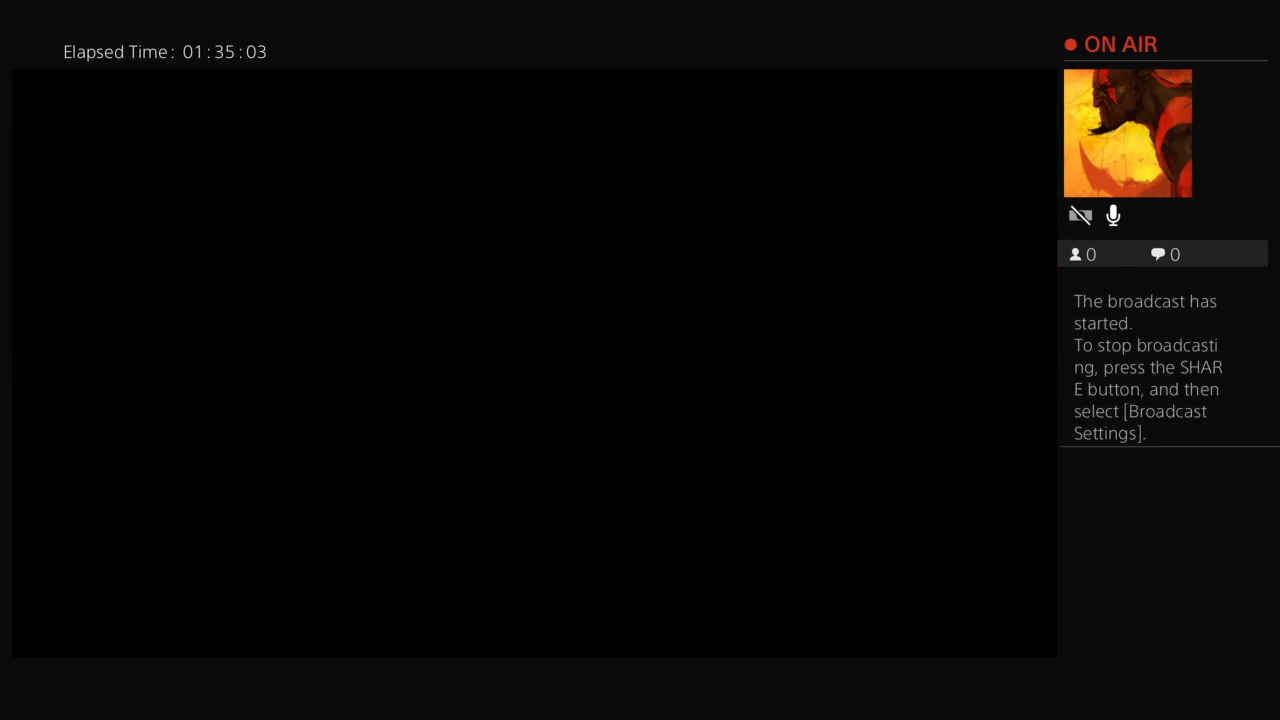 Elapsed Time: 01:35:03
ON AIR
0 0
The broadcast has
started.
To stop broadcasti
ng, press the SHAR
E button, and then
select [Broadcast
Settings].